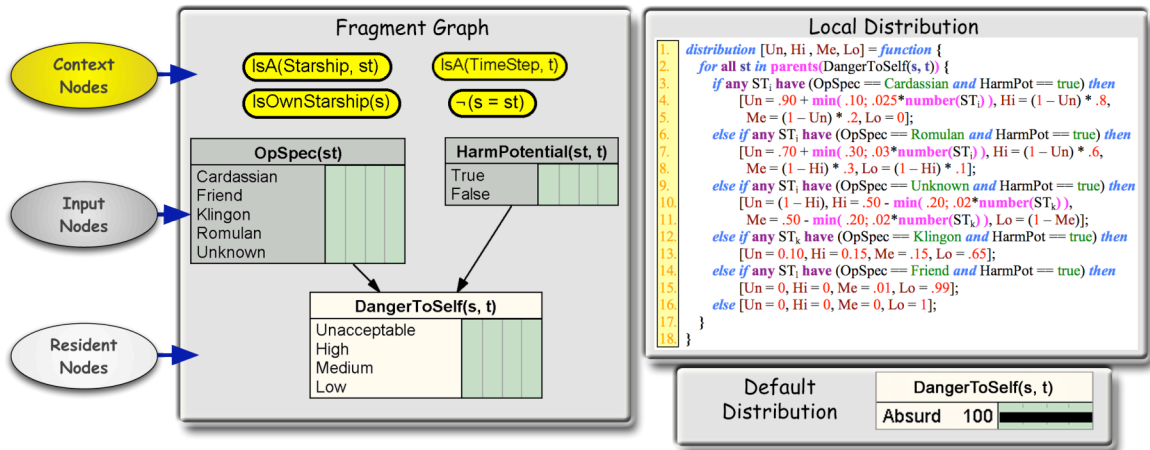 Context
Nodes
Input
Nodes
Resident
Nodes
Fragment Graph
IsA(Starship, st)
IsA(TimeStep, t)
IsOwnStarship(s)
¬(s = st)
OpSpec(st)
Cardassian
Friend
Klingon
Romulan
Unknown
HarmPotential(st, t)
True
False
DangerToSelf(s, t)
Unacceptable
High
Medium
Low
Local Distribution
1. distribution [Un, Hi , Me, Lo] = function {
2. for all st in parents(DangerToSelf(s, t)) {
3. if any STi have (OpSpec == Cardassian and HarmPot == true) then
4. [Un = .90 + min( .10; .025*number(STi) ), Hi = (1 – Un) * .8,
5. Me = (1 - Un) * .2, Lo = 0];
6. else if any STi have (OpSpec == Romulan and HarmPot == true) then
7. [Un = .70 + min( .30; .03*number(STi) ), Hi = (1 – Un) * .6,
8. Me = (1 - Hi) * .3, Lo = (1 - Hi) * .1];
9. else if any STi have (OpSpec == Unknown and HarmPot == true) then
10. [Un = (1 - Hi), Hi = .50 - min( .20; .02*number(STk) ),
11. Me = .50 - min( .20; .02*number(STk) ), Lo = (1 - Me)];
12. else if any STk have (OpSpec == Klingon and HarmPot == true) then
13. [Un = 0.10, Hi = 0.15, Me = .15, Lo = .65];
14. else if any STl have (OpSpec == Friend and HarmPot == true) then
15. [Un = 0, Hi = 0, Me = .01, Lo = .99];
16. else [Un = 0, Hi = 0, Me = 0, Lo = 1];
17. }
18. }
Default
Distribution
DangerToSelf(s, t)
Absurd 100